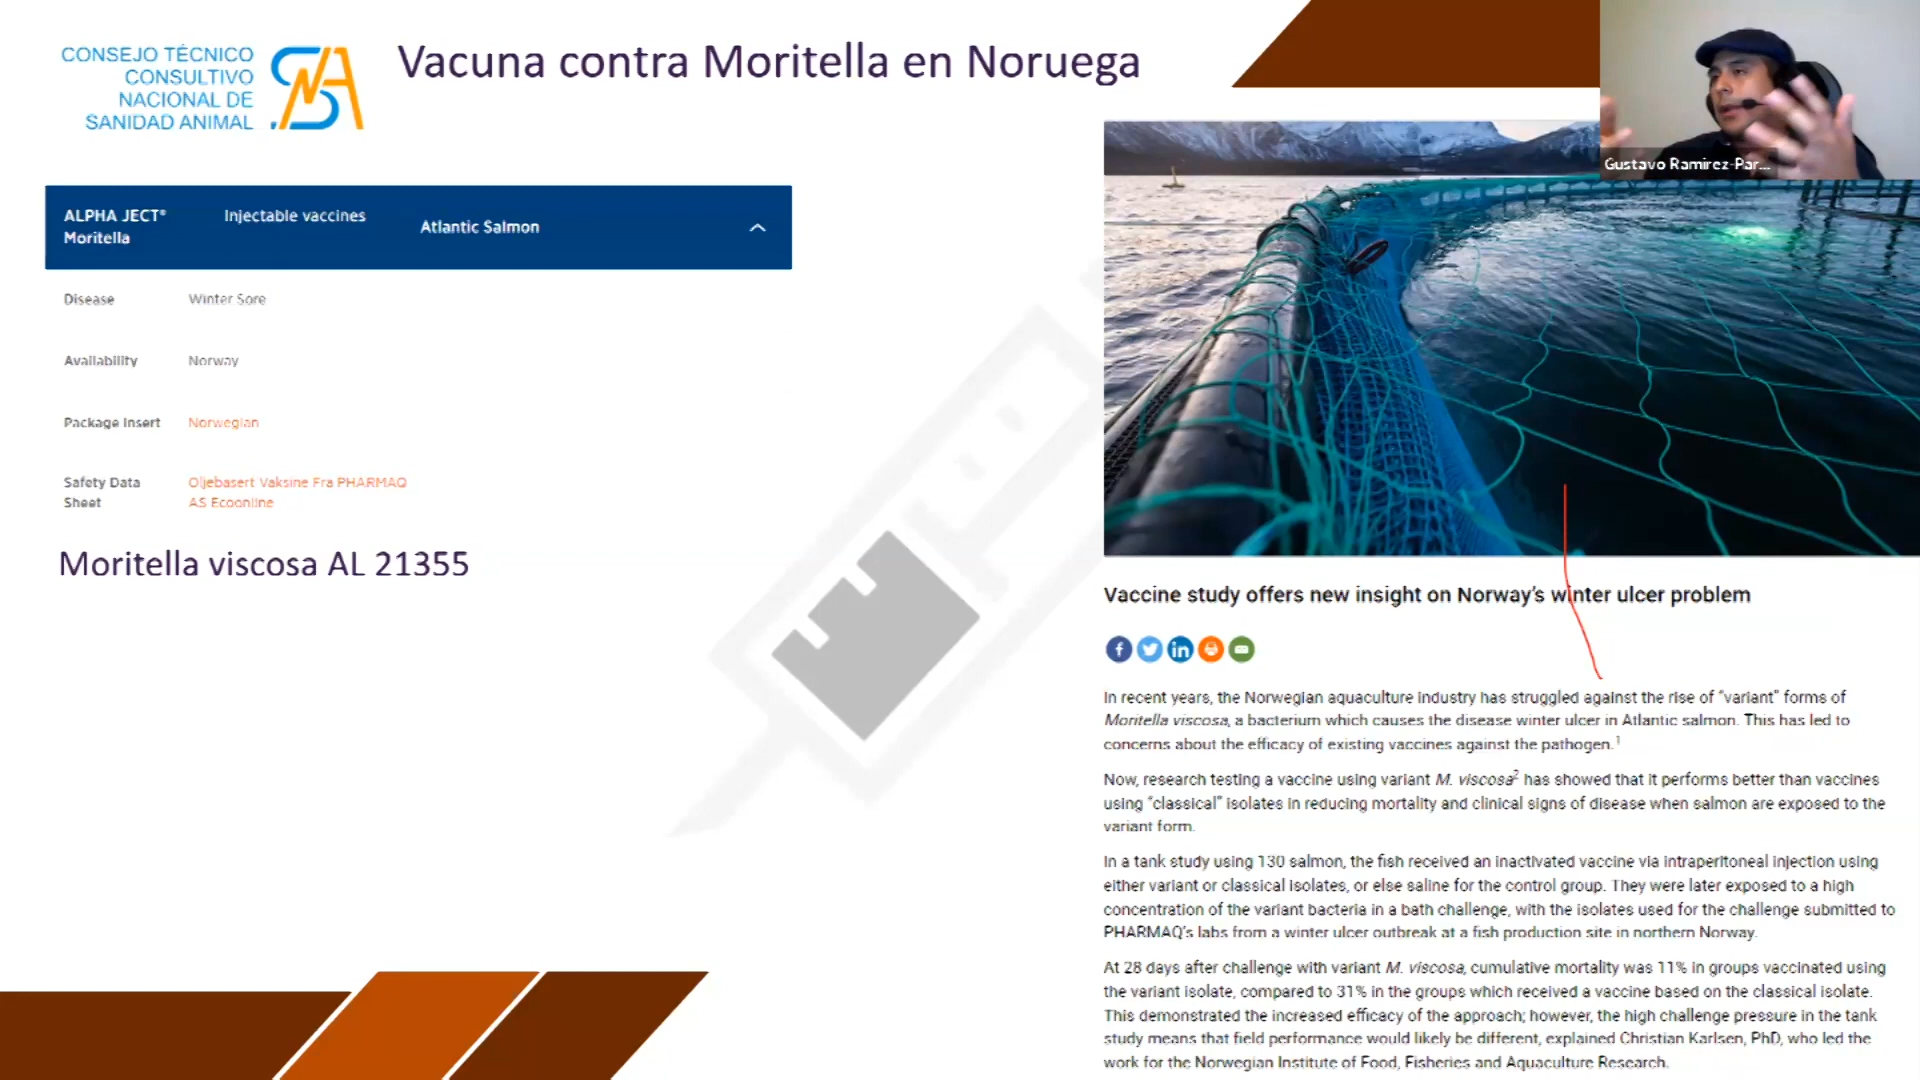 CONSEJO TÉCNICO
CONSULTIVO
NACIONAL DE
SANIDAD ANIMAL
Vacuna contra Moritella en Noruega
Gustavo Ramirez-Par...
ALPHA JECT®
Moritella
Injectable vaccines
Atlantic Salmon
Disease
Winter Sore
Availability
Norway
Package Insert
Norwegian
Safety Data
Sheet
Oljebasert Vaksine Fra PHARMAQ
AS Ecoonline
Moritella viscosa AL 21355
Vaccine study offers new insight on Norway's winter ulcer problem
In recent years, the Norwegian aquaculture industry has struggled against the rise of "variant" forms of
Moritella viscosa, a bacterium which causes the disease winter ulcer in Atlantic salmon. This has led to
concerns about the efficacy of existing vaccines against the pathogen.1
Now, research testing a vaccine using variant M. viscosa2 has showed that it performs better than vaccines
using "classical" isolates in reducing mortality and clinical signs of disease when salmon are exposed to the
variant form.
In a tank study using 130 salmon, the fish received an inactivated vaccine via intraperitoneal injection using
either variant or classical isolates, or else saline for the control group. They were later exposed to a high
concentration of the variant bacteria in a bath challenge, with the isolates used for the challenge submitted to
PHARMAQ's labs from a winter ulcer outbreak at a fish production site in northern Norway.
At 28 days after challenge with variant M. viscosa, cumulative mortality was 11% in groups vaccinated using
the variant isolate, compared to 31% in the groups which received a vaccine based on the classical isolate.
This demonstrated the increased efficacy of the approach; however, the high challenge pressure in the tank
study means that field performance would likely be different, explained Christian Karlsen, PhD, who led the
work for the Norwegian Institute of Food, Fisheries and Aquaculture Research.